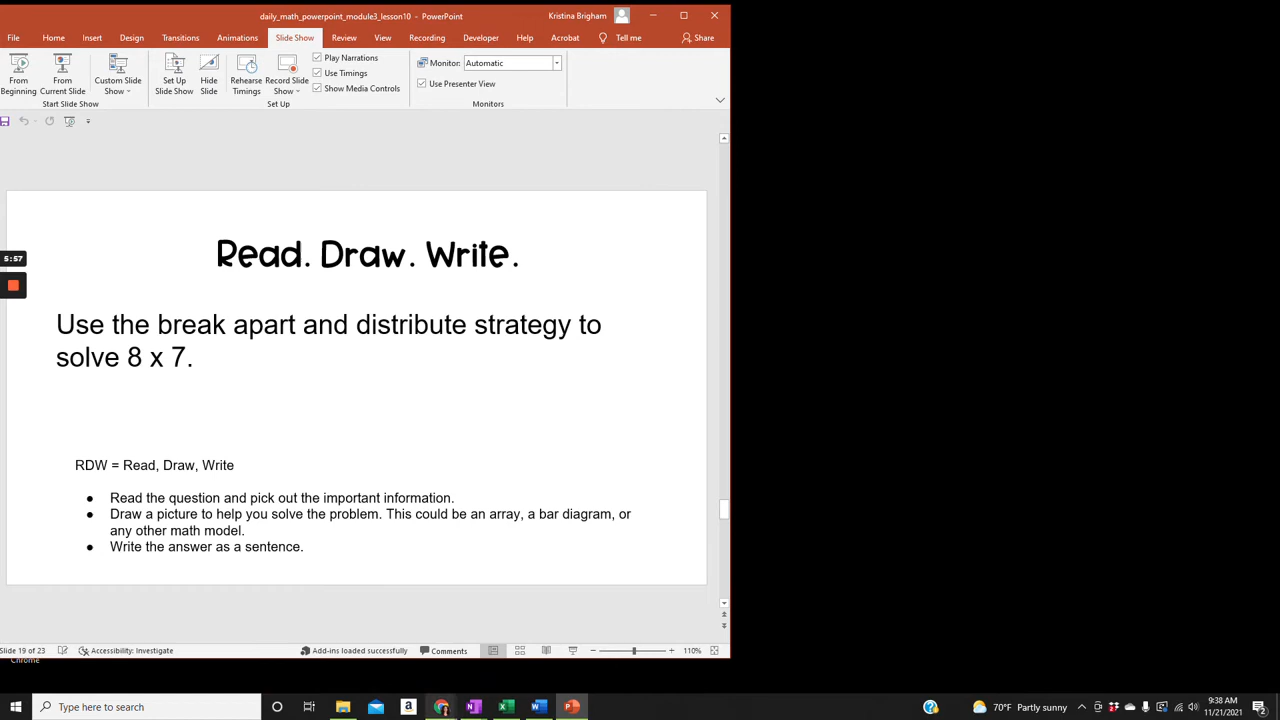 daily_math_powerpoint_module3_lesson10 - PowerPoint
Kristina Brigham
File Home Insert Design Transitions Animations Slide Show Review View Recording Developer Help Acrobat Tell me Share
From Beginning
From Current Slide
Custom Slide Show
Set Up Slide Show
Hide Slide
Rehearse Timings
Record Slide Show
Play Narrations
Use Timings
Show Media Controls
Monitor: Automatic
Use Presenter View
Start Slide Show
Set Up
Monitors
Read. Draw. Write.
5:57
Use the break apart and distribute strategy to
solve 8 x 7.
RDW = Read, Draw, Write
● Read the question and pick out the important information.
● Draw a picture to help you solve the problem. This could be an array, a bar diagram, or
any other math model.
● Write the answer as a sentence.
Slide 19 of 23 Accessibility: Investigate Add-ins loaded successfully Comments 110%
Chrome
Type here to search
70°F Partly sunny
9:38 AM
11/21/2021